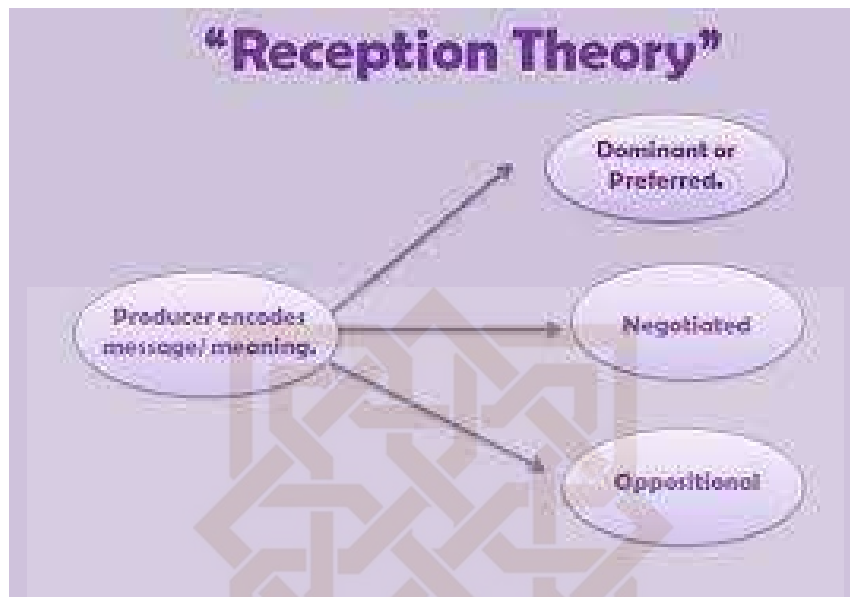 “Reception Theory”
Dominant or
Preferred.
Producer encodes
message/ meaning.
Negotiated
Oppositional